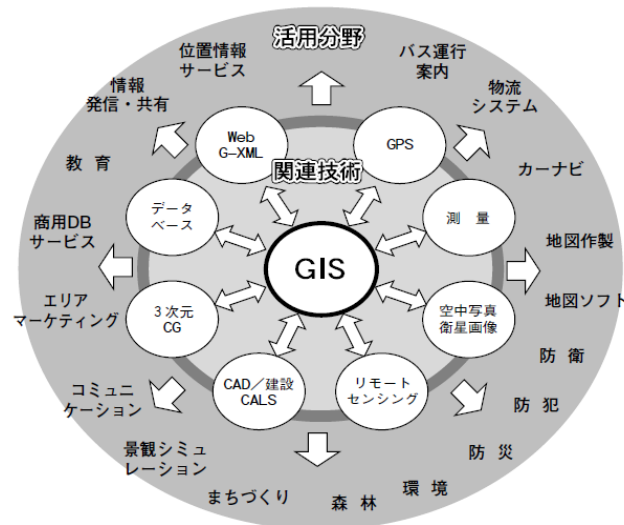 活用分野
位置情報
サービス
バス運行
案内
情報
発信・共有
物流
システム
教育
カーナビ
商用DB
サービス
地図作製
エリア
マーケティング
地図ソフト
コミュニ
ケーション
防衛
防犯
景観シミュ
レーション
防災
まちづくり
森林
環境
関連技術
Web
G-XML
GPS
データ
ベース
測量
GIS
3次元
CG
空中写真
衛星画像
CAD/建設
CALS
リモート
センシング